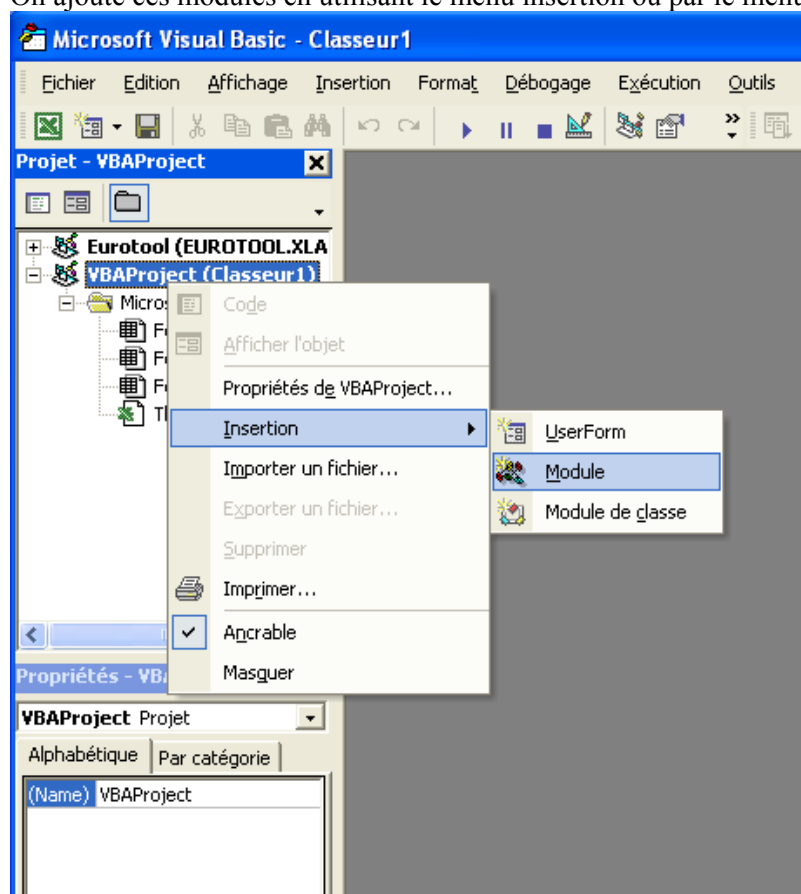 On ajoute ces modules en utilisant le menu insertion ou par le menu
Microsoft Visual Basic - Classeur1
Fichier Edition Affichage Insertion Format Débogage Exécution Outils
Projet - VBAProject
Eurotool (EUROTOOL.XLA
VBAProject (Classeur1)
Micros
Code
Afficher l'objet
Propriétés de VBAProject...
Insertion
UserForm
Importer un fichier...
Module
Exporter un fichier...
Module de classe
Supprimer
Imprimer...
Ancrable
Masquer
Propriétés - VBA
VBAProject Projet
Alphabétique Par catégorie
(Name) VBAProject